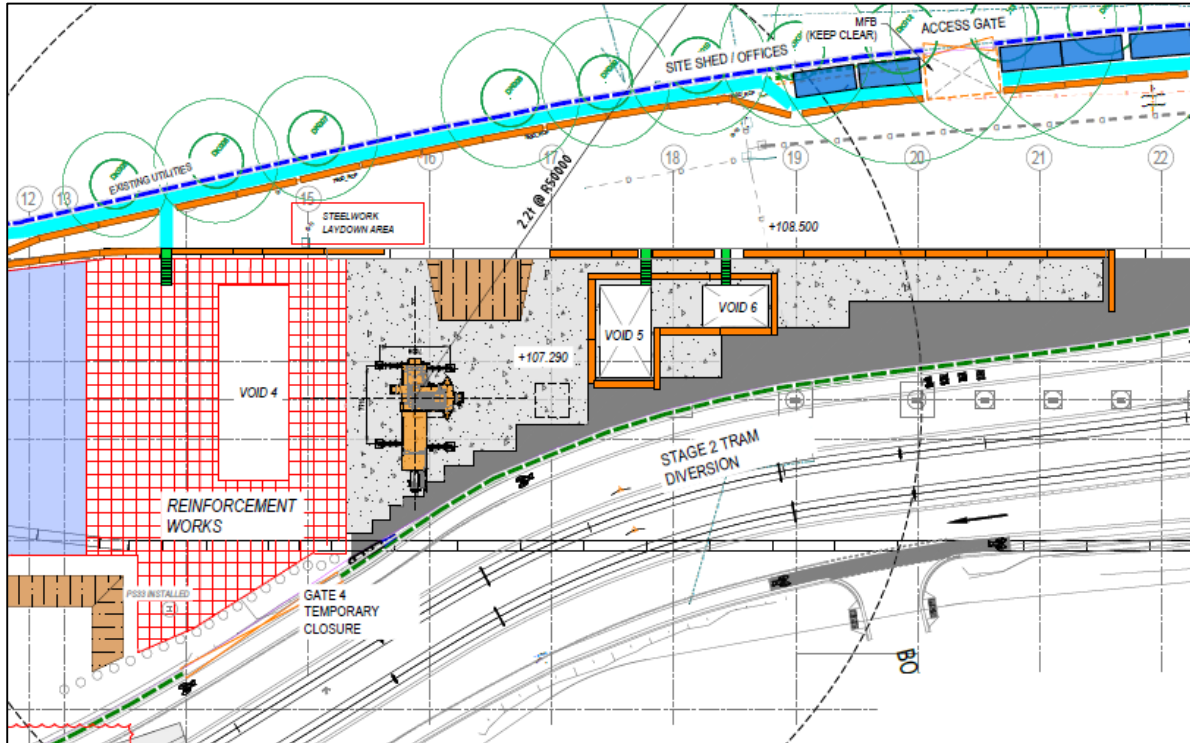 MFB
(KEEP CLEAR)
ACCESS GATE
SITE SHED / OFFICES
EXISTING UTILITIES
12
13
15
16
17
18
19
20
21
22
2.2t @ R50000
STEELWORK
LAYDOWN AREA
+108.500
VOID 4
VOID 5
VOID 6
+107.290
REINFORCEMENT
WORKS
STAGE 2 TRAM
DIVERSION
PS33 INSTALLED
GATE 4
TEMPORARY
CLOSURE
BO